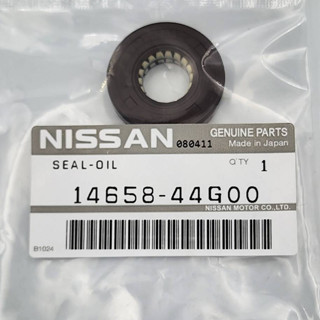 NISSAN 080411 GENUINE PARTS
Made in Japan
SEAL-OIL Q'TY 1
14658-44G00
NISSAN MOTOR CO.,LTD.
B1024